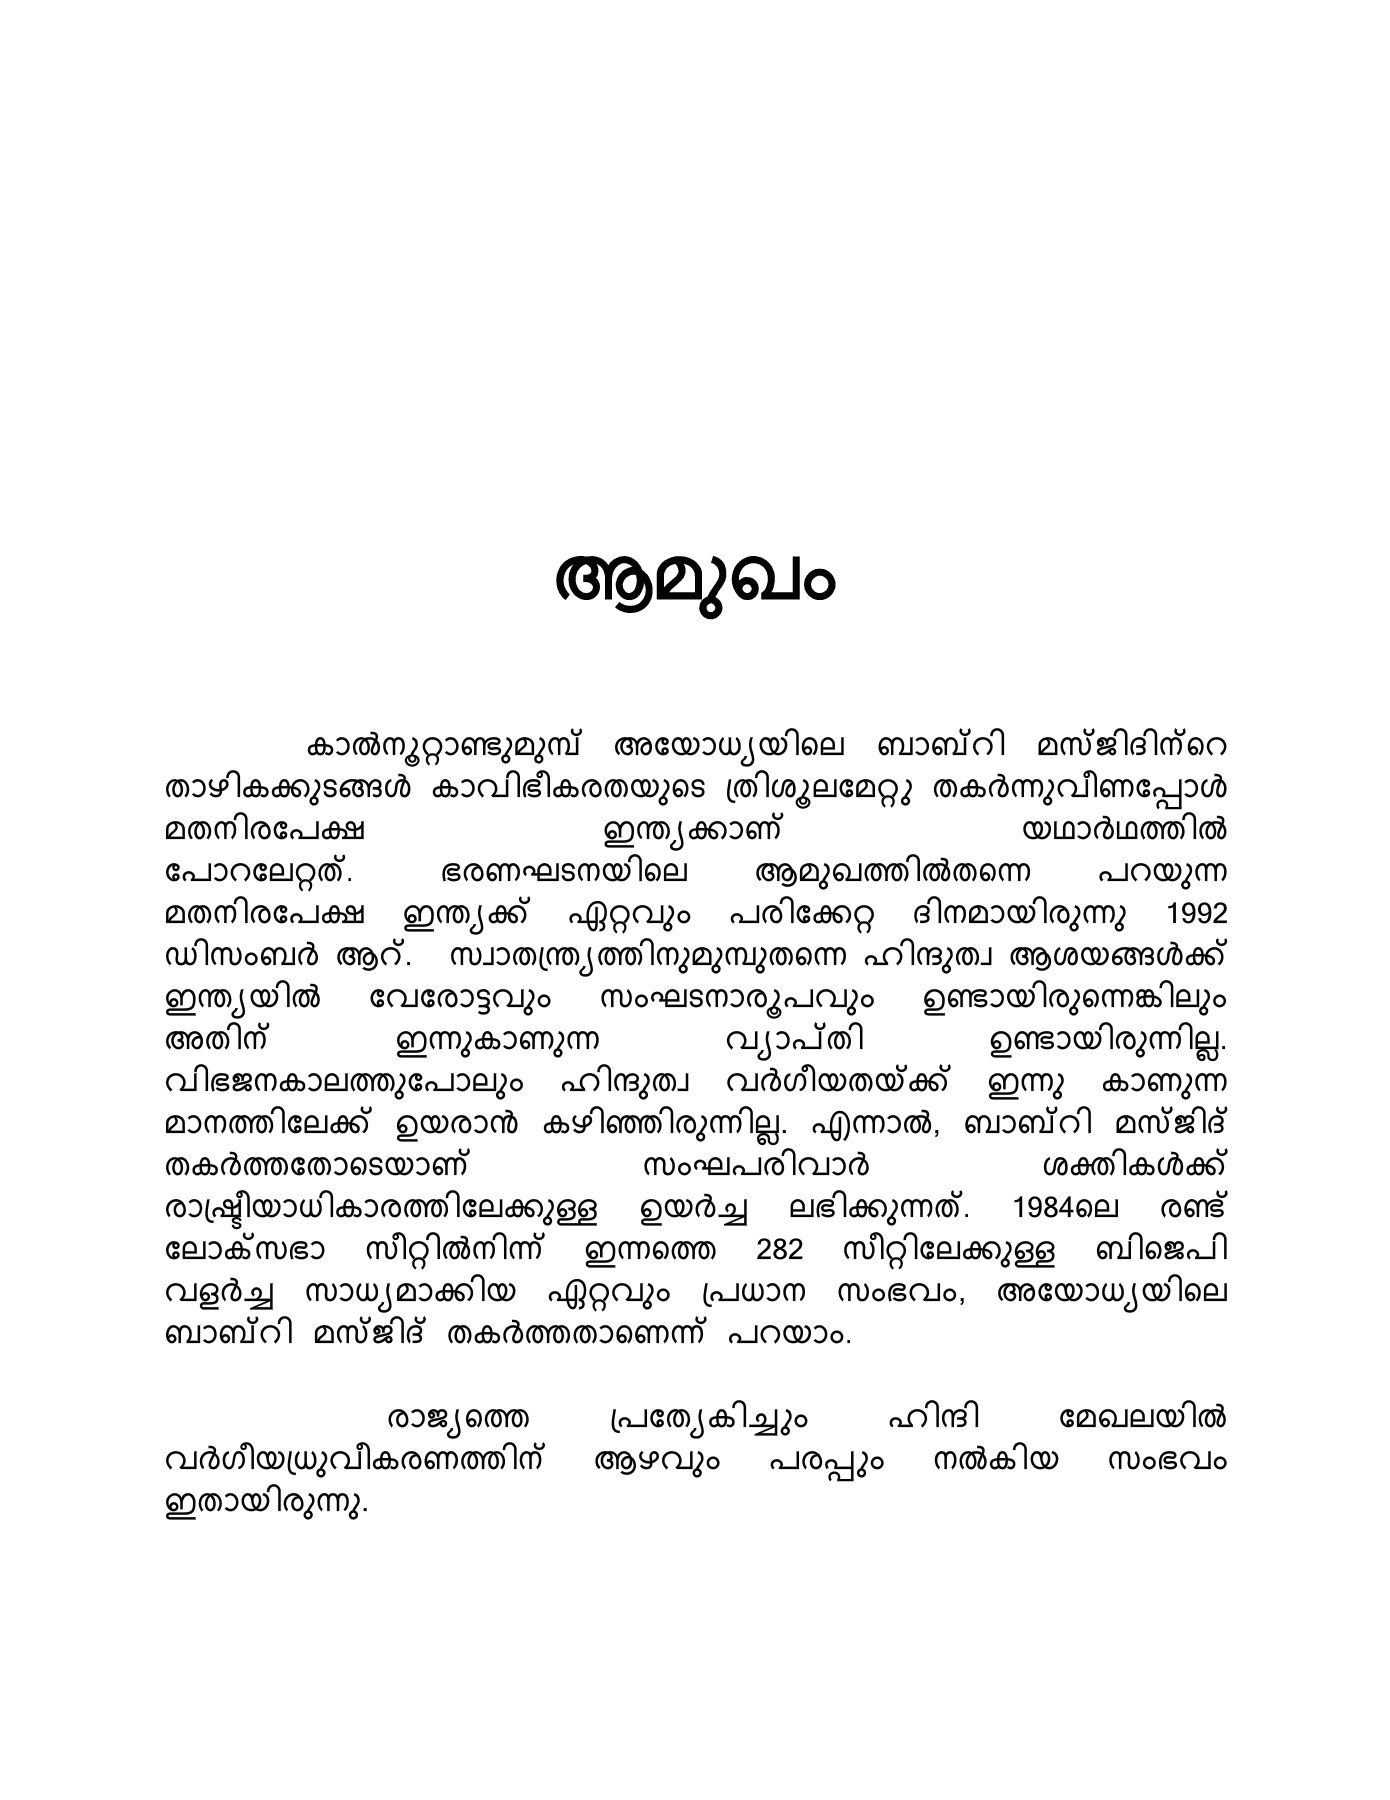 ആമുഖം
കാൽനൂറ്റാണ്ടുമുമ്പ് അയോധ്യയിലെ ബാബ്റി മസ്ജിദിന്റെ
താഴികക്കുടങ്ങൾ കാവിഭീകരതയുടെ ത്രിശൂലമേറ്റു തകർന്നുവീണപ്പോൾ
മതനിരപേക്ഷ ഇന്ത്യക്കാണ് യഥാർഥത്തിൽ
പോറലേറ്റത്. ഭരണഘടനയിലെ ആമുഖത്തിൽതന്നെ പറയുന്ന
മതനിരപേക്ഷ ഇന്ത്യക്ക് ഏറ്റവും പരിക്കേറ്റ ദിനമായിരുന്നു 1992
ഡിസംബർ ആറ്. സ്വാതന്ത്ര്യത്തിനുമുമ്പുതന്നെ ഹിന്ദുത്വ ആശയങ്ങൾക്ക്
ഇന്ത്യയിൽ വേരോട്ടവും സംഘടനാരൂപവും ഉണ്ടായിരുന്നെങ്കിലും
അതിന് ഇന്നുകാണുന്ന വ്യാപ്തി ഉണ്ടായിരുന്നില്ല.
വിഭജനകാലത്തുപോലും ഹിന്ദുത്വ വർഗീയതയ്ക്ക് ഇന്നു കാണുന്ന
മാനത്തിലേക്ക് ഉയരാൻ കഴിഞ്ഞിരുന്നില്ല. എന്നാൽ, ബാബ്റി മസ്ജിദ്
തകർത്തതോടെയാണ് സംഘപരിവാർ ശക്തികൾക്ക്
രാഷ്ട്രീയാധികാരത്തിലേക്കുള്ള ഉയർച്ച ലഭിക്കുന്നത്. 1984ലെ രണ്ട്
ലോക്സഭാ സീറ്റിൽനിന്ന് ഇന്നത്തെ 282 സീറ്റിലേക്കുള്ള ബിജെപി
വളർച്ച സാധ്യമാക്കിയ ഏറ്റവും പ്രധാന സംഭവം, അയോധ്യയിലെ
ബാബ്റി മസ്ജിദ് തകർത്തതാണെന്ന് പറയാം.
രാജ്യത്തെ പ്രത്യേകിച്ചും ഹിന്ദി മേഖലയിൽ
വർഗീയധ്രുവീകരണത്തിന് ആഴവും പരപ്പും നൽകിയ സംഭവം
ഇതായിരുന്നു.